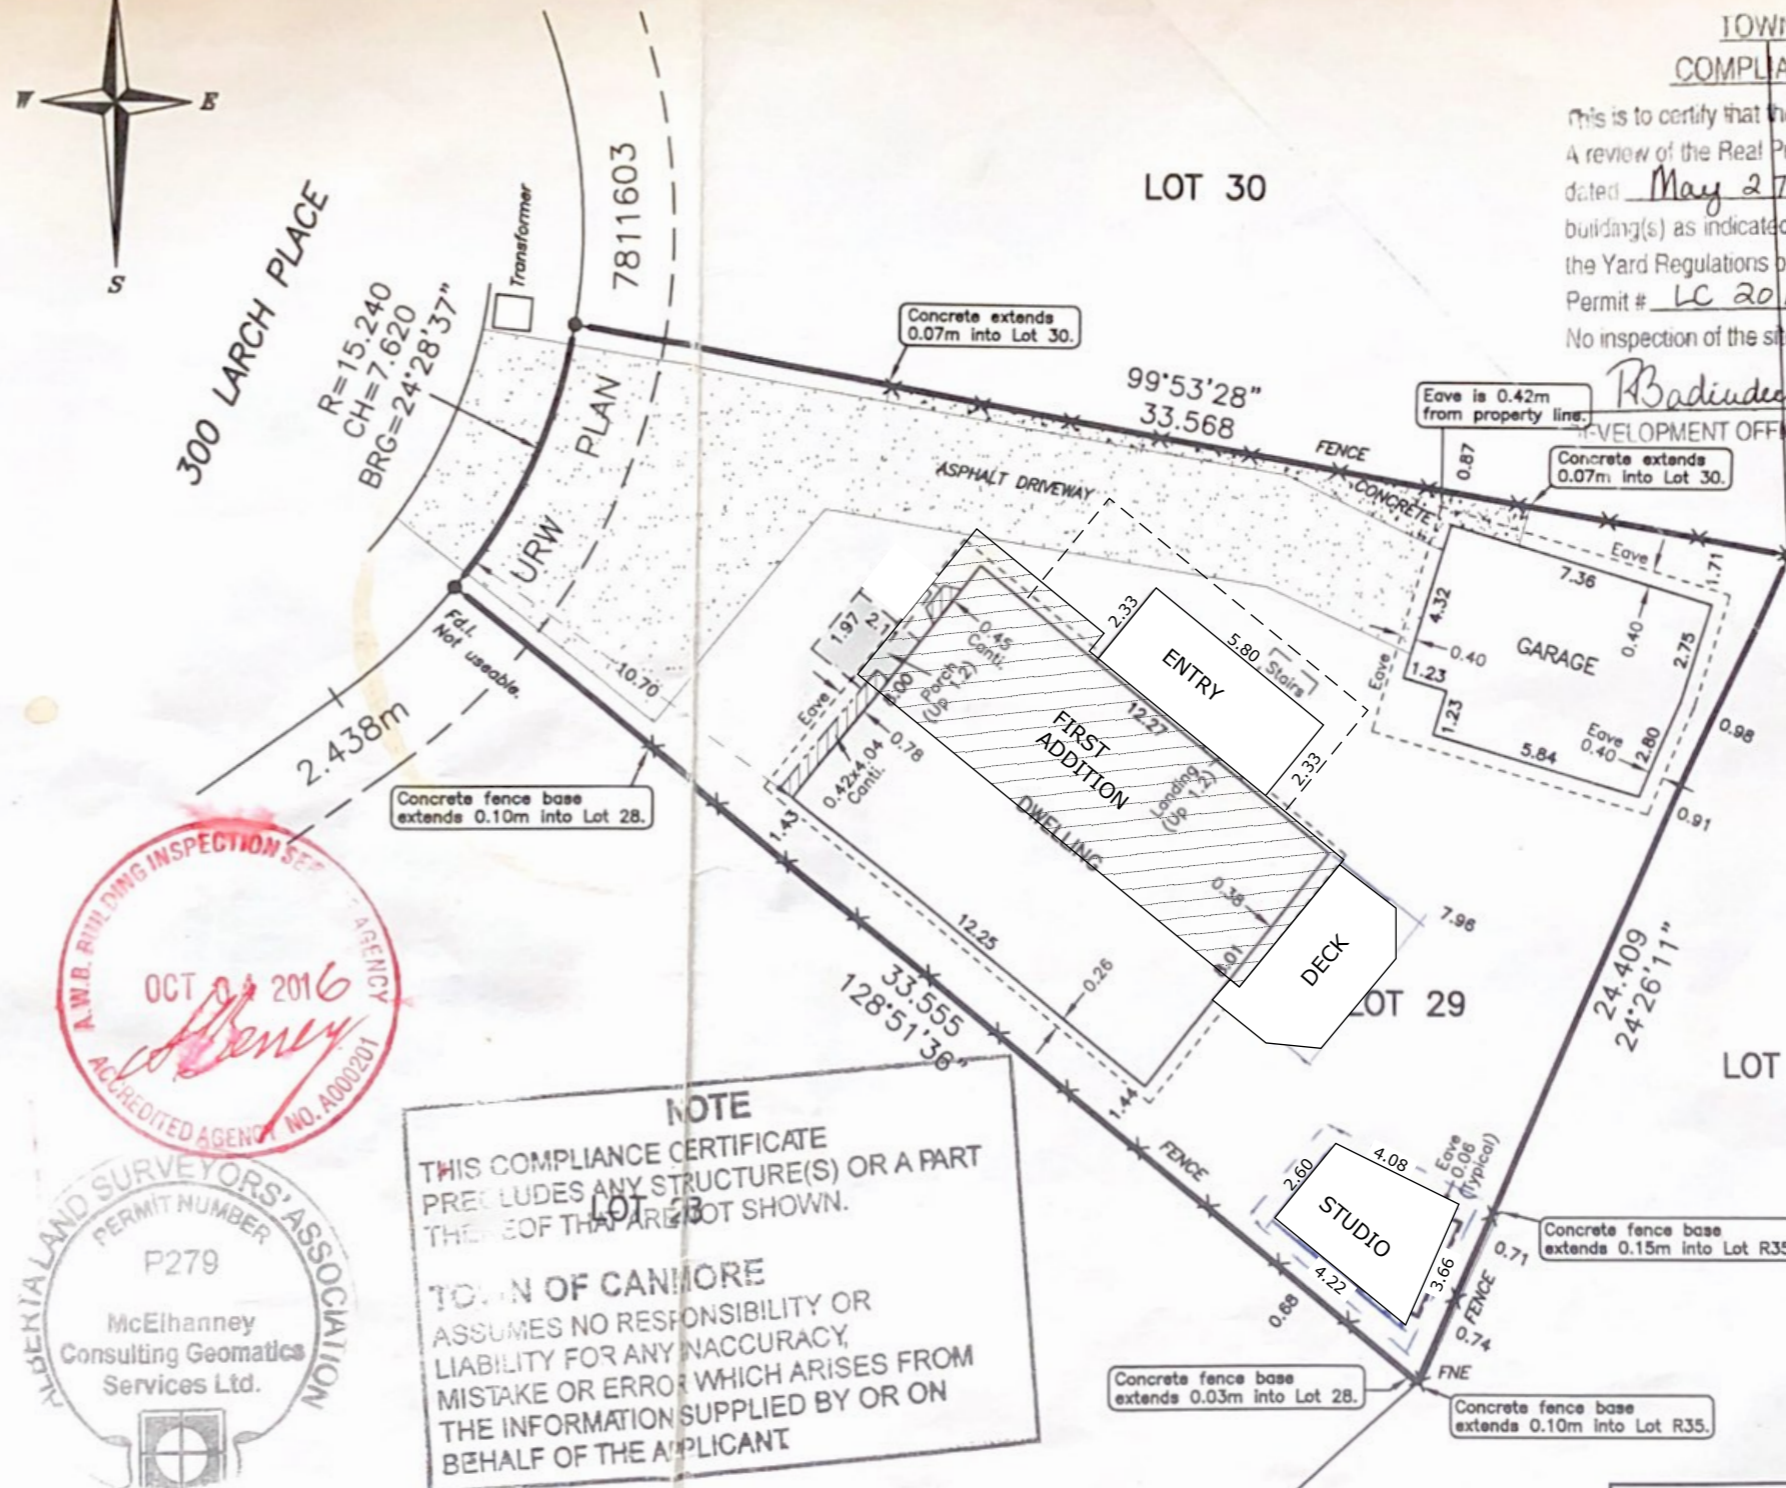 W
E
S
TOWN
COMPLIA
This is to certify that the
A review of the Real P
dated May 27
building(s) as indicated
the Yard Regulations o
Permit # LC 20
No inspection of the sit
DEVELOPMENT OFF
300 LARCH PLACE
R=15.240
CH=7.620
BRG=24°28'37"
Transformer
7811603
PLAN
URW
LOT 30
Concrete extends
0.07m into Lot 30.
99°53'28"
33.568
Eave is 0.42m
from property line.
0.87
FENCE
Concrete extends
0.07m into Lot 30.
ASPHALT DRIVEWAY
CONCRETE
Eave
1.71
7.36
4.32
0.40
2.75
GARAGE
0.40
Eave
1.23
1.23
5.84
Eave
0.40
2.80
0.98
0.91
Fd.I.
Not useable.
10.70
2.438m
Concrete fence base
extends 0.10m into Lot 28.
1.97
2.1
Eave
0.45
Canti.
Porch
(Up 1.2)
0.78
0.42x4.04
Canti.
2.33
5.80
Stairs
ENTRY
2.33
12.27
FIRST
ADDITION
Landing
(Up 1.2)
DWELLING
0.38
7.98
DECK
1.43
12.25
0.26
33.555
128°51'36"
1.44
LOT 29
24.409
24°26'11"
LOT
FENCE
4.08
2.60
STUDIO
4.22
3.66
Eave
0.06
(Typical)
Concrete fence base
extends 0.15m into Lot R35
0.71
FENCE
0.74
0.68
FNE
Concrete fence base
extends 0.03m into Lot 28.
Concrete fence base
extends 0.10m into Lot R35.
A.W.B. BUILDING INSPECTION SE AGENCY
OCT 04 2016
ACCREDITED AGENCY NO. A000201
ALBERTA LAND SURVEYORS' ASSOCIATION
PERMIT NUMBER
P279
McElhanney
Consulting Geomatics
Services Ltd.
NOTE
THIS COMPLIANCE CERTIFICATE
PRECLUDES ANY STRUCTURE(S) OR A PART
THEREOF THAT ARE NOT SHOWN.
TOWN OF CANMORE
ASSUMES NO RESPONSIBILITY OR
LIABILITY FOR ANY INACCURACY,
MISTAKE OR ERROR WHICH ARISES FROM
THE INFORMATION SUPPLIED BY OR ON
BEHALF OF THE APPLICANT